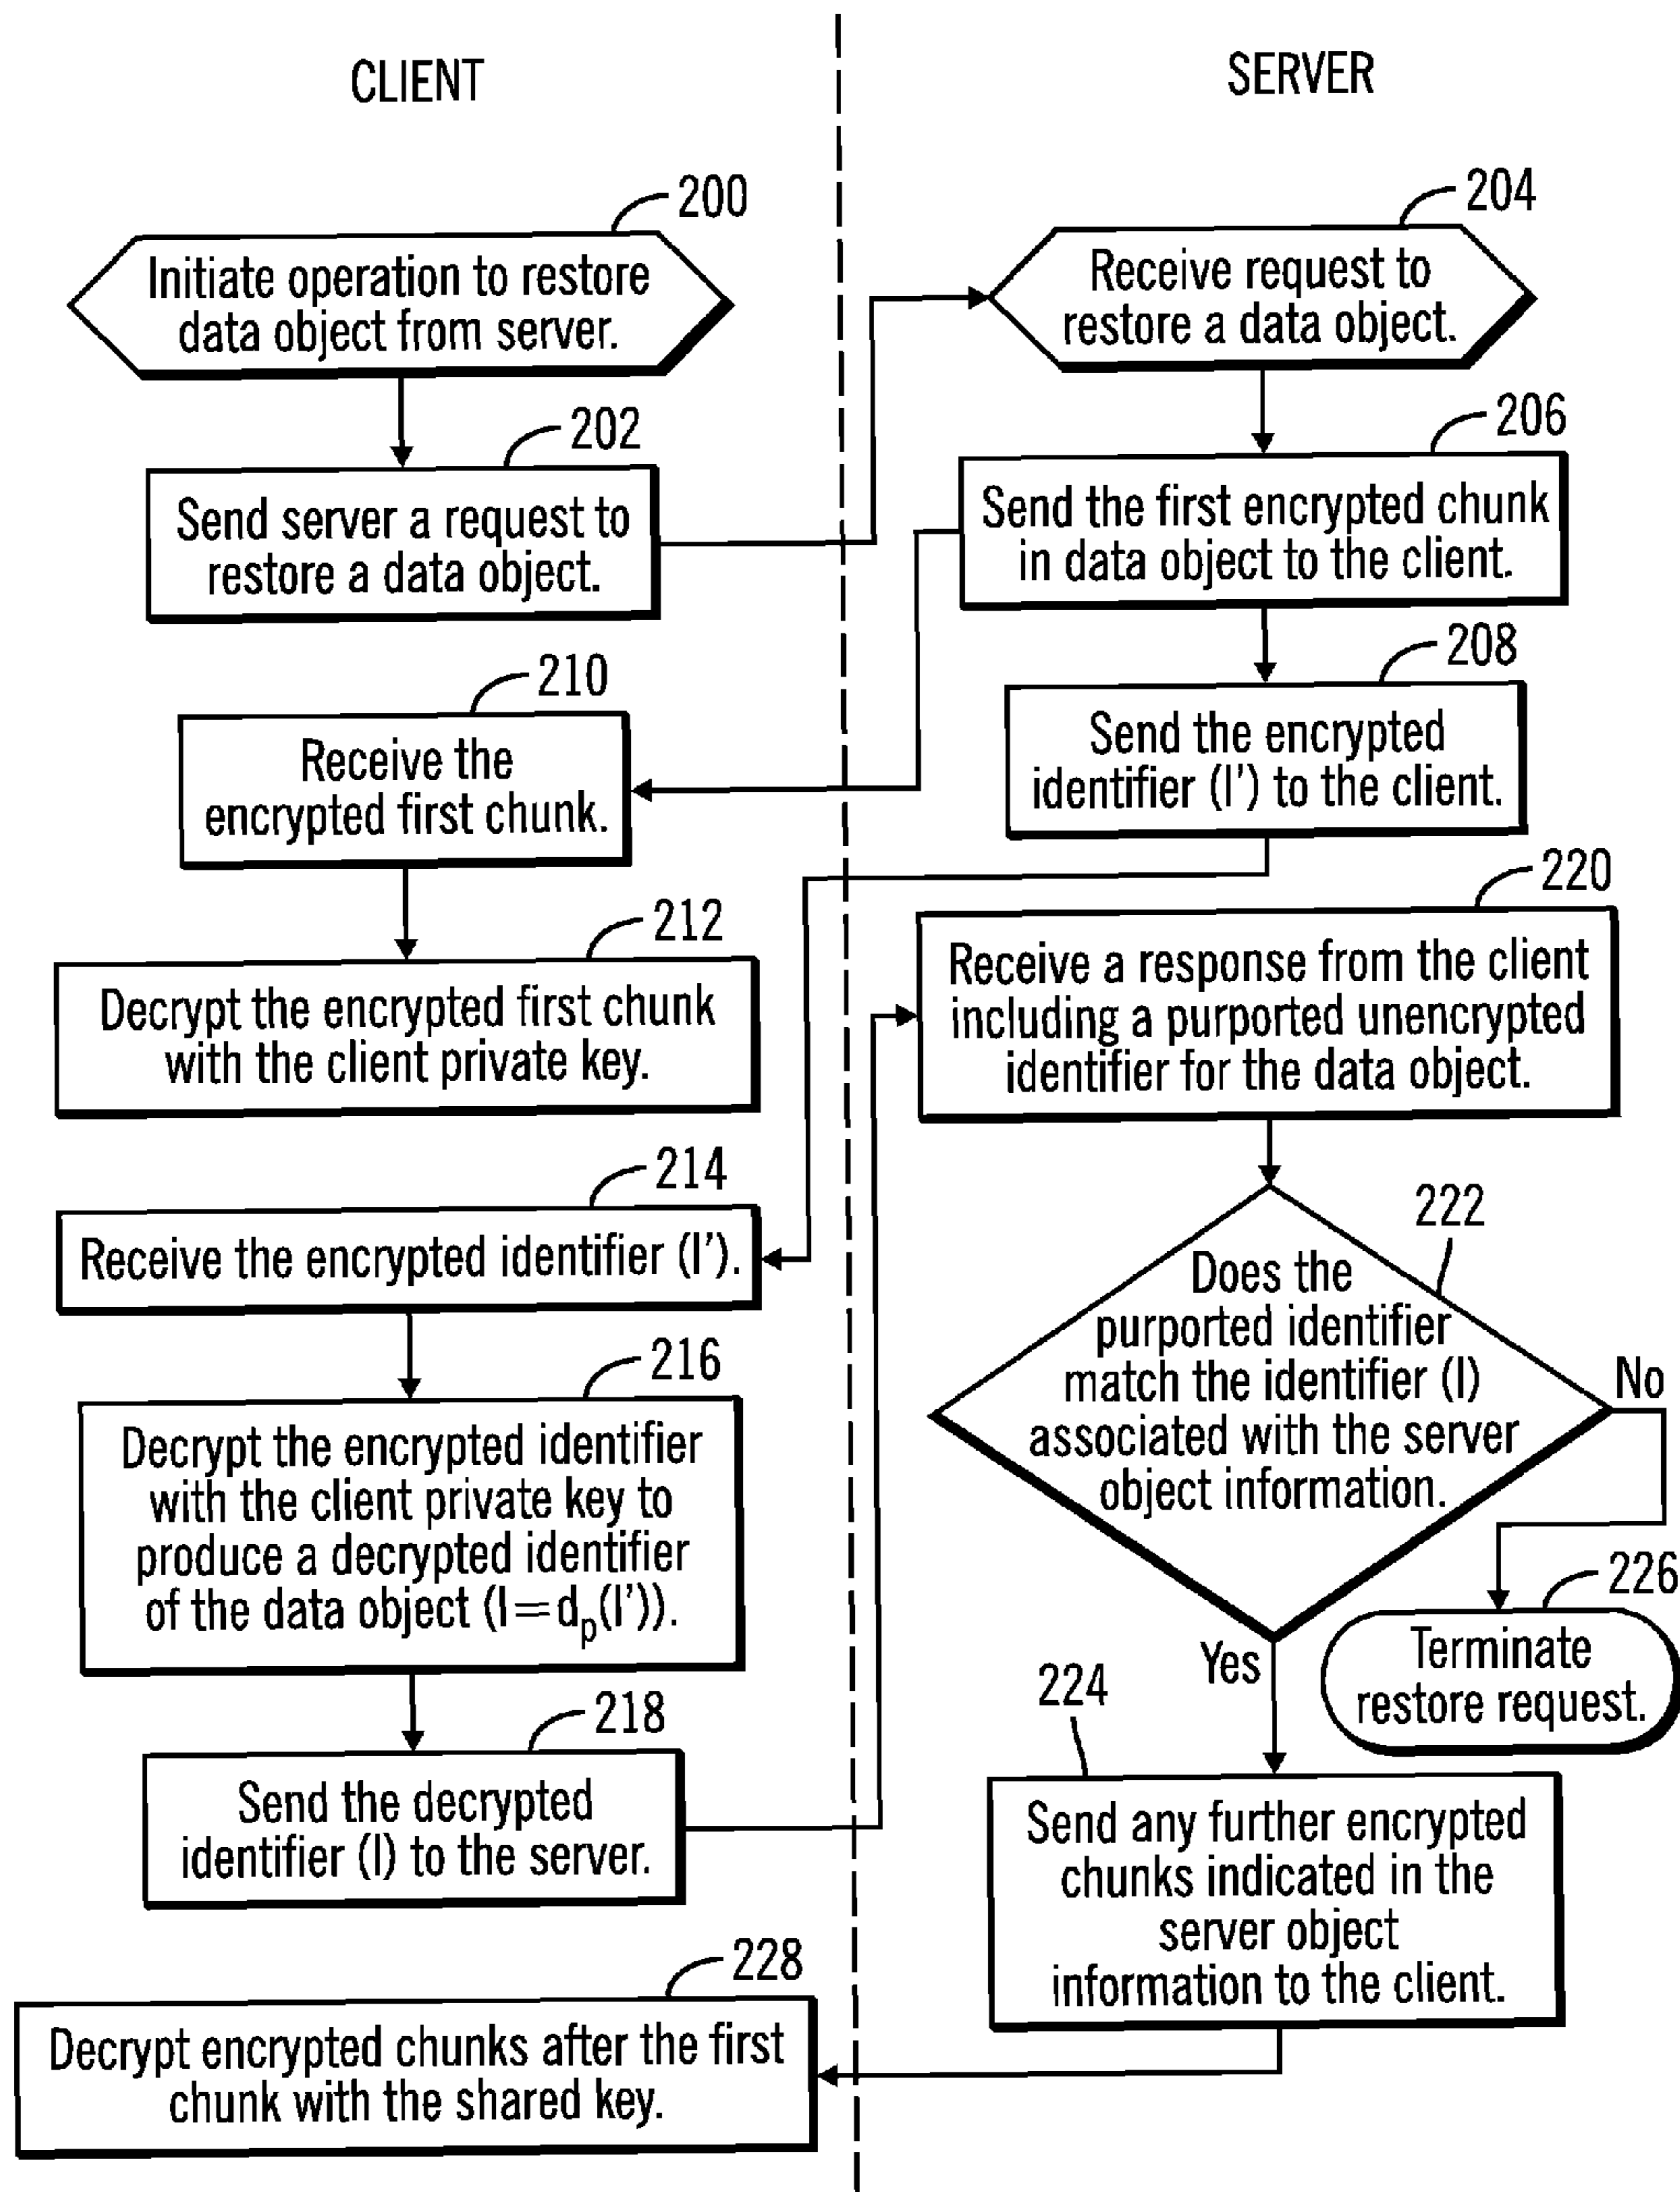 CLIENT
SERVER
200
Initiate operation to restore
data object from server.
204
Receive request to
restore a data object.
202
Send server a request to
restore a data object.
206
Send the first encrypted chunk
in data object to the client.
208
Send the encrypted
identifier (I') to the client.
210
Receive the
encrypted first chunk.
212
Decrypt the encrypted first chunk
with the client private key.
220
Receive a response from the client
including a purported unencrypted
identifier for the data object.
214
Receive the encrypted identifier (I').
222
Does the
purported identifier
match the identifier (I)
associated with the server
object information.
No
Yes
216
Decrypt the encrypted identifier
with the client private key to
produce a decrypted identifier
of the data object (I=dp(I')).
226
Terminate
restore request.
218
Send the decrypted
identifier (I) to the server.
224
Send any further encrypted
chunks indicated in the
server object
information to the client.
228
Decrypt encrypted chunks after the first
chunk with the shared key.